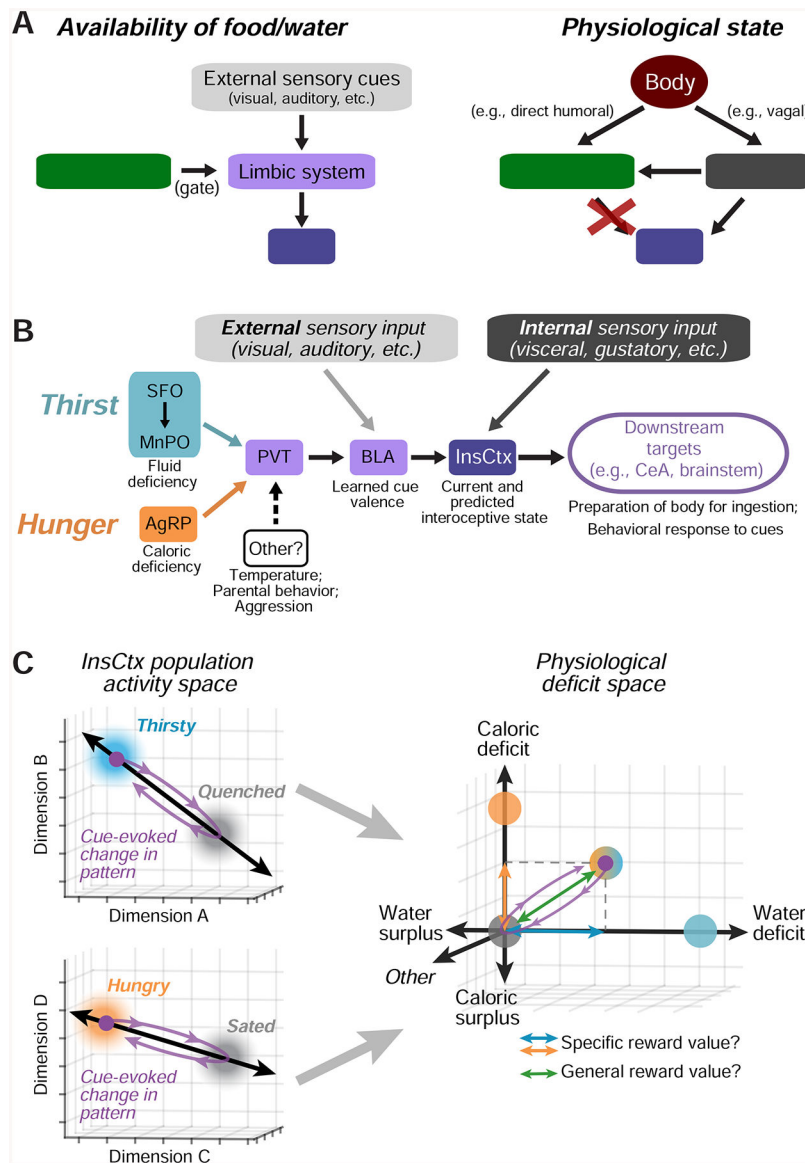 A
Availability of food/water
Physiological state
External sensory cues
(visual, auditory, etc.)
Body
(e.g., direct humoral)
(e.g., vagal)
(gate)
Limbic system
B
External sensory input
(visual, auditory, etc.)
Internal sensory input
(visceral, gustatory, etc.)
Thirst
SFO
MnPO
Fluid
deficiency
PVT
BLA
InsCtx
Downstream
targets
(e.g., CeA, brainstem)
Learned cue
valence
Current and
predicted
interoceptive state
Preparation of body for ingestion;
Behavioral response to cues
Hunger
AgRP
Caloric
deficiency
Other?
Temperature;
Parental behavior;
Aggression
C
InsCtx population
activity space
Physiological
deficit space
Thirsty
Quenched
Cue-evoked
change in
pattern
Dimension B
Dimension A
Hungry
Sated
Cue-evoked
change in
pattern
Dimension D
Dimension C
Caloric
deficit
Water
surplus
Water
deficit
Other
Caloric
surplus
Specific reward value?
General reward value?